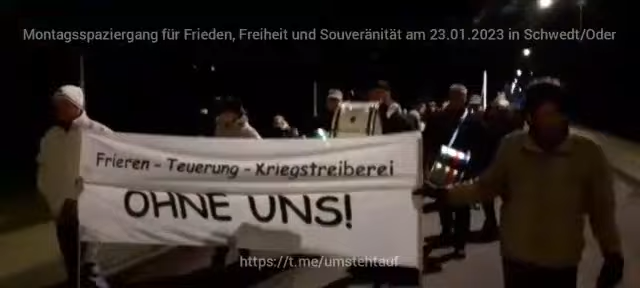 Montagsspaziergang für Frieden, Freiheit und Souveränität am 23.01.2023 in Schwedt/Oder
Frieren - Teuerung - Kriegstreiberei
OHNE UNS!
https://t.me/umstehtauf